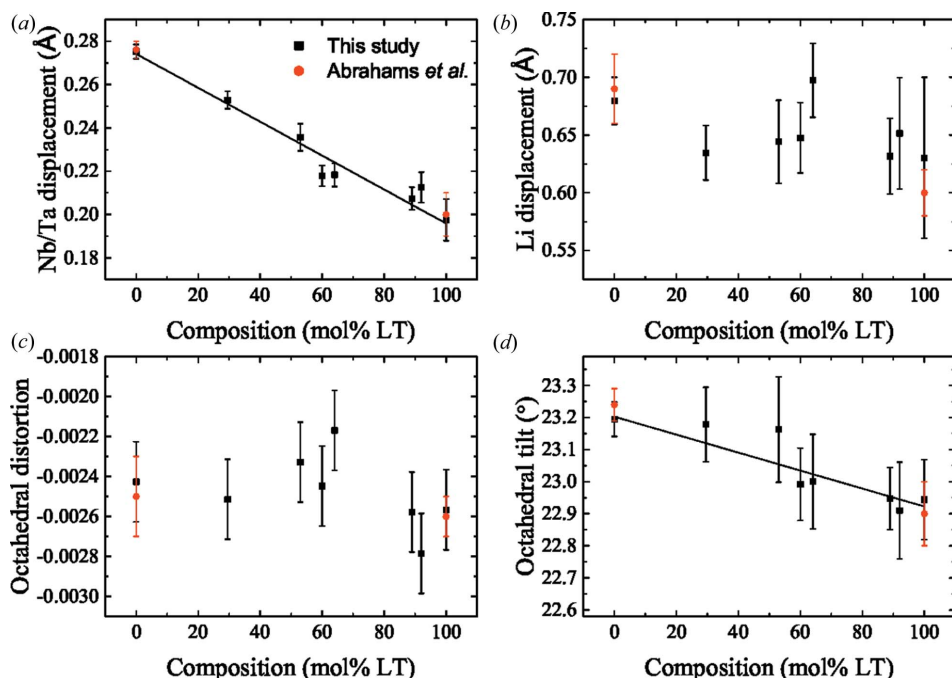 (a)
0.28
0.26
0.24
0.22
0.20
0.18
Nb/Ta displacement (Å)
This study
Abrahams et al.
0 20 40 60 80 100
Composition (mol% LT)
(b)
0.70
0.65
0.60
0.55
Li displacement (Å)
0 20 40 60 80 100
Composition (mol% LT)
(c)
-0.0018
-0.0020
-0.0022
-0.0024
-0.0026
-0.0028
-0.0030
Octahedral distortion
0 20 40 60 80 100
Composition (mol% LT)
(d)
23.3
23.2
23.1
23.0
22.9
22.8
22.7
22.6
Octahedral tilt (°)
0 20 40 60 80 100
Composition (mol% LT)